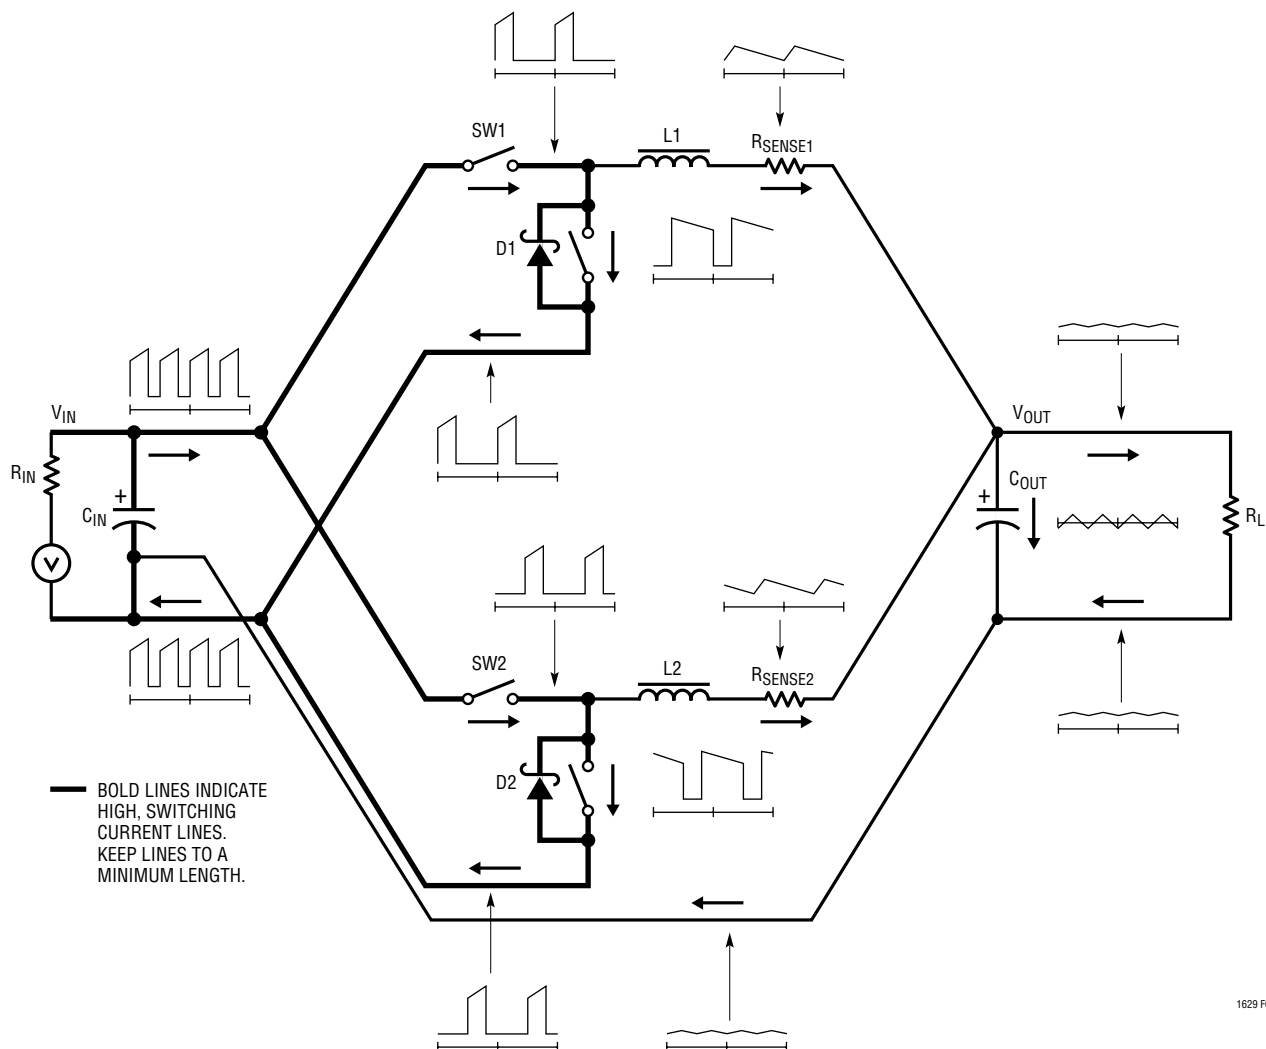 SW1
L1
RSENSE1
D1
VIN
RIN
+
CIN
V
VOUT
COUT
+
RL
SW2
L2
RSENSE2
D2
BOLD LINES INDICATE
HIGH, SWITCHING
CURRENT LINES.
KEEP LINES TO A
MINIMUM LENGTH.
1629